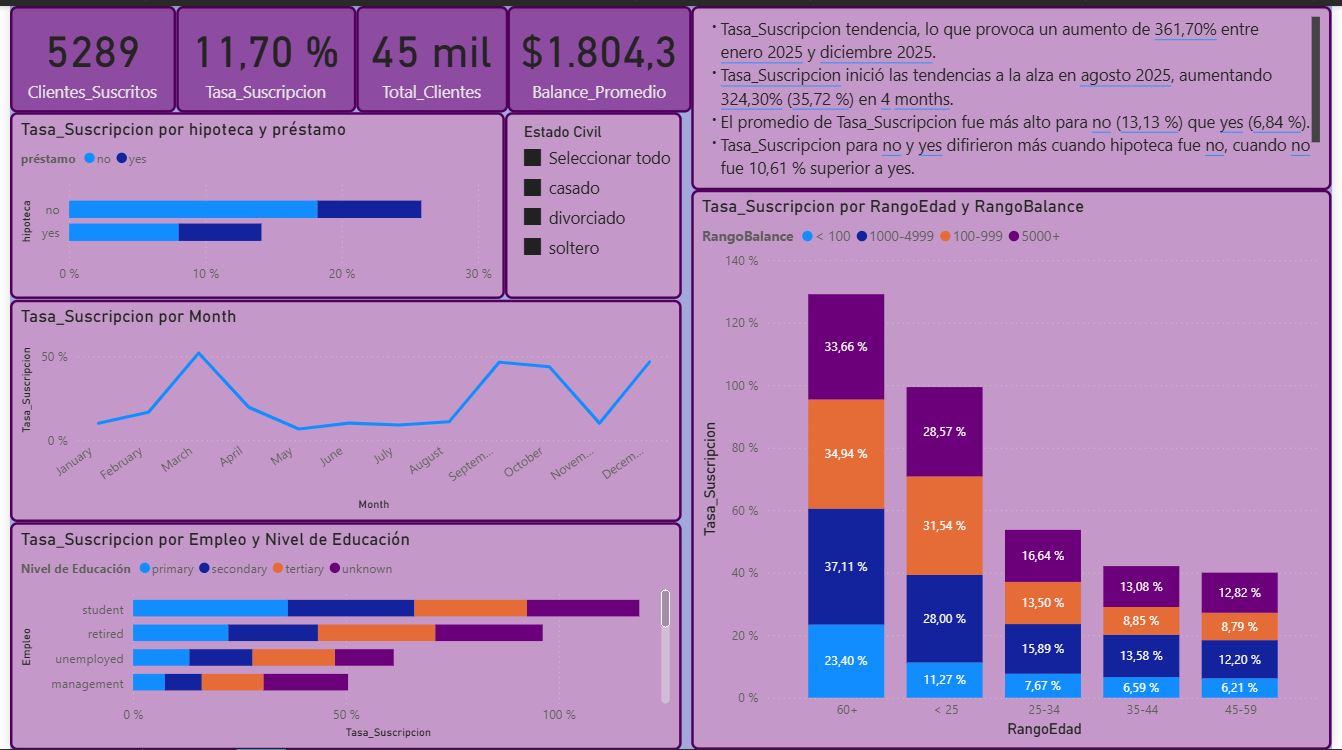 5289
Clientes_Suscritos
11,70 %
Tasa_Suscripcion
45 mil
Total_Clientes
$1.804,3
Balance_Promedio
· Tasa_Suscripcion tendencia, lo que provoca un aumento de 361,70% entre
enero 2025 y diciembre 2025.
· Tasa_Suscripcion inició las tendencias a la alza en agosto 2025, aumentando
324,30% (35,72 %) en 4 months.
· El promedio de Tasa_Suscripcion fue más alto para no (13,13 %) que yes (6,84 %).
· Tasa_Suscripcion para no y yes difirieron más cuando hipoteca fue no, cuando no
fue 10,61 % superior a yes.
Tasa_Suscripcion por hipoteca y préstamo
préstamo no yes
hipoteca
no
yes
0 % 10 % 20 % 30 %
Estado Civil
Seleccionar todo
casado
divorciado
soltero
Tasa_Suscripcion por Month
Tasa_Suscripcion
50 %
0 %
January February March April May June July August Septem... October Novem... Decem...
Month
Tasa_Suscripcion por Empleo y Nivel de Educación
Nivel de Educación primary secondary tertiary unknown
Empleo
student
retired
unemployed
management
0 % 50 % 100 %
Tasa_Suscripcion
Tasa_Suscripcion por RangoEdad y RangoBalance
RangoBalance < 100 1000-4999 100-999 5000+
Tasa_Suscripcion
140 %
120 %
100 %
80 %
60 %
40 %
20 %
0 %
33,66 %
34,94 %
37,11 %
23,40 %
28,57 %
31,54 %
28,00 %
11,27 %
16,64 %
13,50 %
15,89 %
7,67 %
13,08 %
8,85 %
13,58 %
6,59 %
12,82 %
8,79 %
12,20 %
6,21 %
60+ < 25 25-34 35-44 45-59
RangoEdad